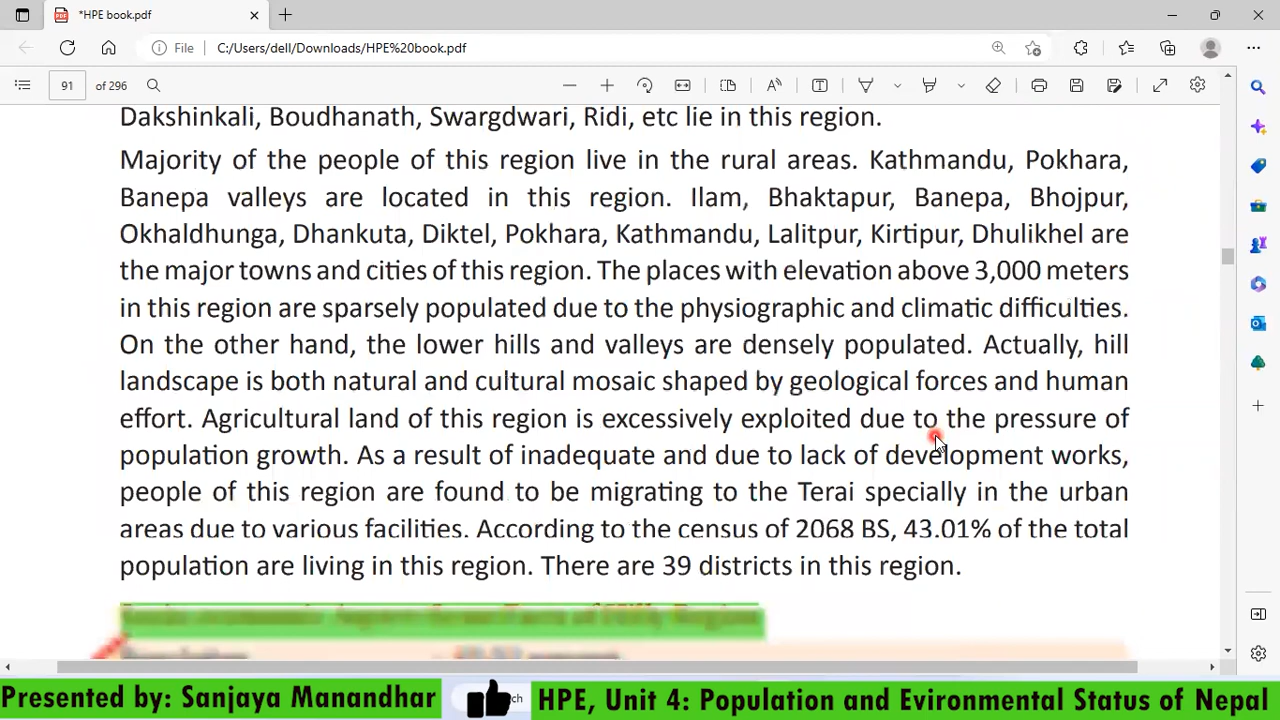 *HPE book.pdf
File C:/Users/dell/Downloads/HPE%20book.pdf
91 of 296
Dakshinkali, Boudhanath, Swargdwari, Ridi, etc lie in this region.
Majority of the people of this region live in the rural areas. Kathmandu, Pokhara,
Banepa valleys are located in this region. Ilam, Bhaktapur, Banepa, Bhojpur,
Okhaldhunga, Dhankuta, Diktel, Pokhara, Kathmandu, Lalitpur, Kirtipur, Dhulikhel are
the major towns and cities of this region. The places with elevation above 3,000 meters
in this region are sparsely populated due to the physiographic and climatic difficulties.
On the other hand, the lower hills and valleys are densely populated. Actually, hill
landscape is both natural and cultural mosaic shaped by geological forces and human
effort. Agricultural land of this region is excessively exploited due to the pressure of
population growth. As a result of inadequate and due to lack of development works,
people of this region are found to be migrating to the Terai specially in the urban
areas due to various facilities. According to the census of 2068 BS, 43.01% of the total
population are living in this region. There are 39 districts in this region.
Presented by: Sanjaya Manandhar HPE, Unit 4: Population and Evironmental Status of Nepal